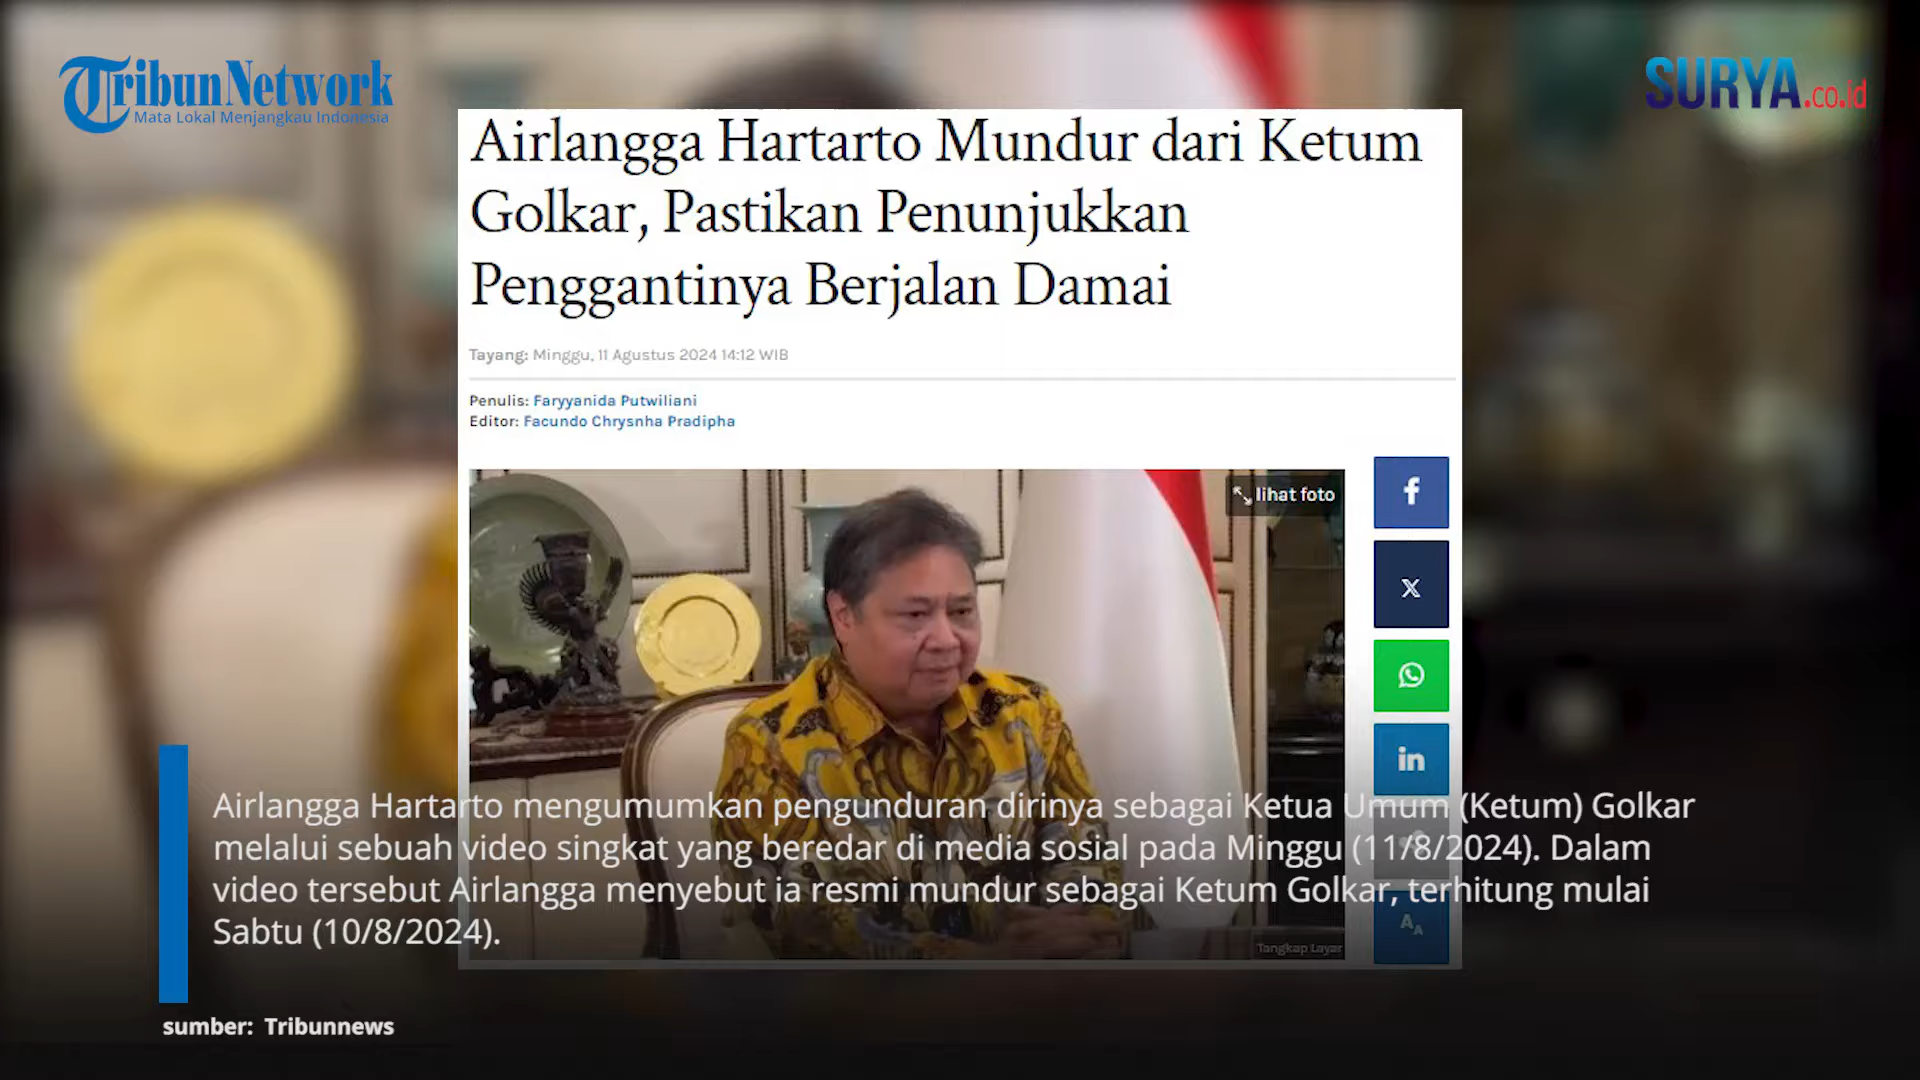 TribunNetwork
Mata Lokal Menjangkau Indonesia
SURYA.co.id
Airlangga Hartarto Mundur dari Ketum
Golkar, Pastikan Penunjukkan
Penggantinya Berjalan Damai
Tayang: Minggu, 11 Agustus 2024 14:12 WIB
Penulis: Faryyanida Putwiliani
Editor: Facundo Chrysnha Pradipha
lihat foto
f
X
in
Airlangga Hartarto mengumumkan pengunduran dirinya sebagai Ketua Umum (Ketum) Golkar
melalui sebuah video singkat yang beredar di media sosial pada Minggu (11/8/2024). Dalam
video tersebut Airlangga menyebut ia resmi mundur sebagai Ketum Golkar, terhitung mulai
Sabtu (10/8/2024).
AA
Tangkap Layar
sumber: Tribunnews